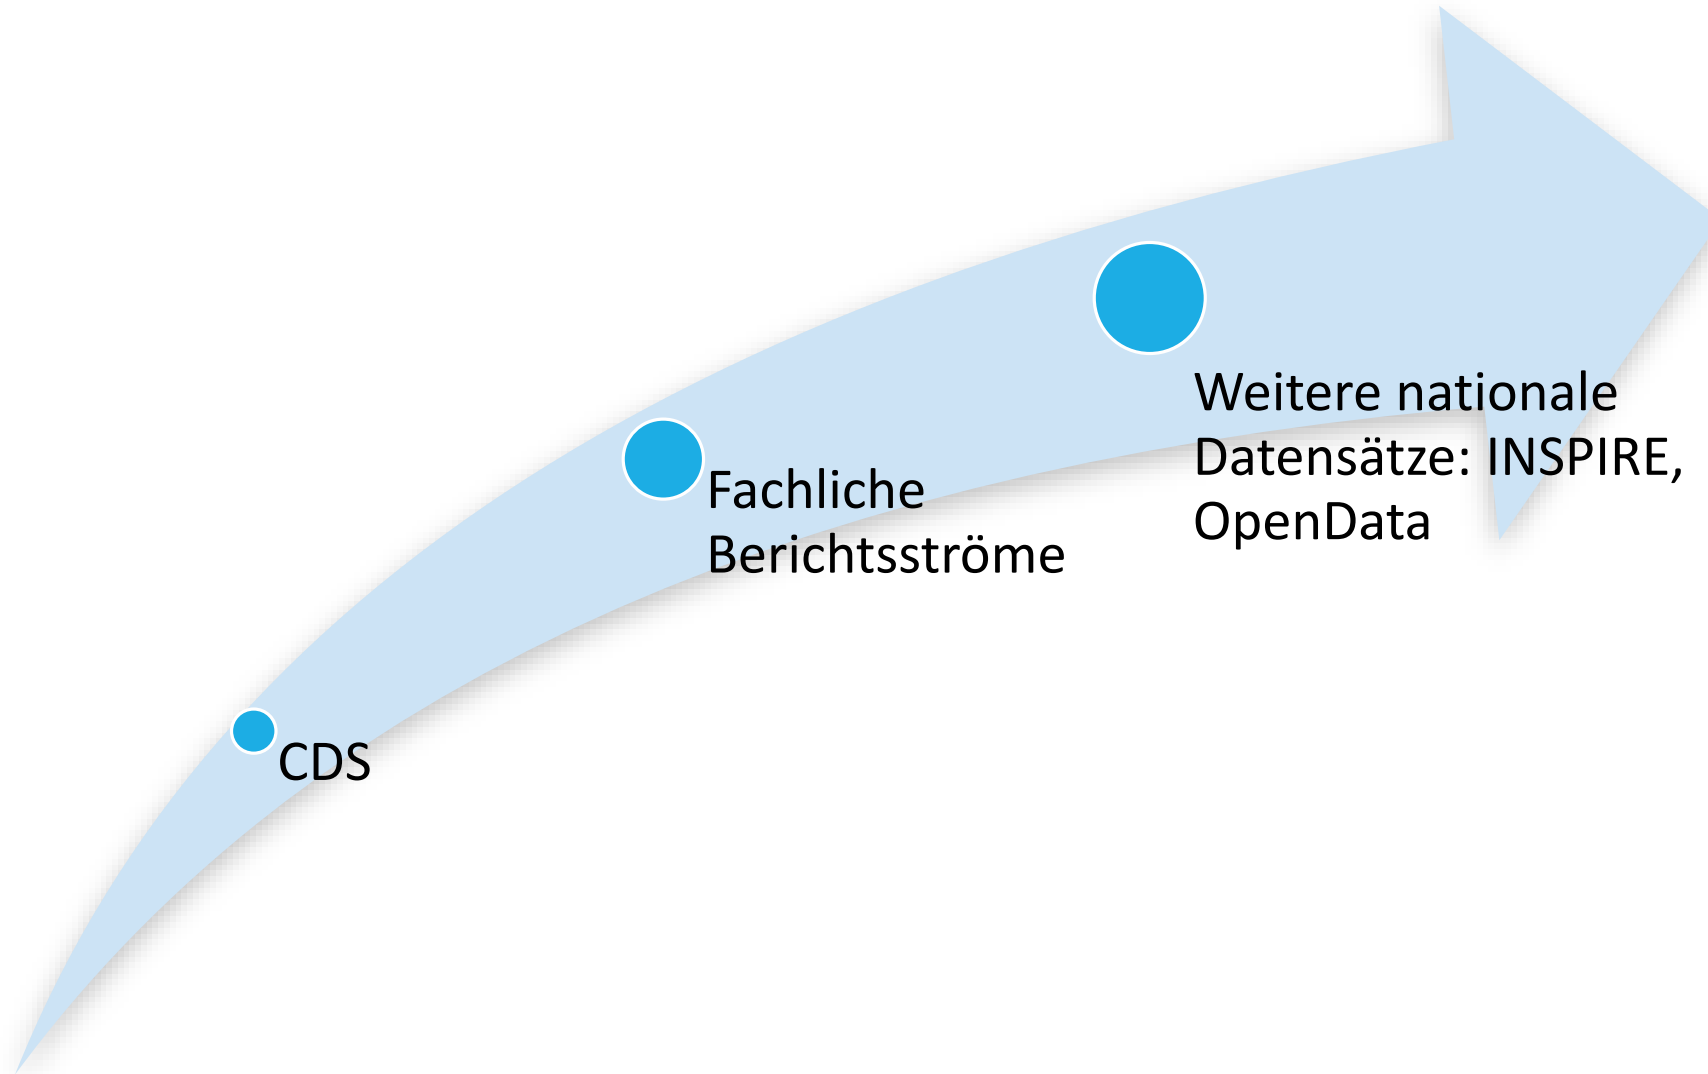 CDS
Fachliche
Berichtsströme
Weitere nationale
Datensätze: INSPIRE,
OpenData